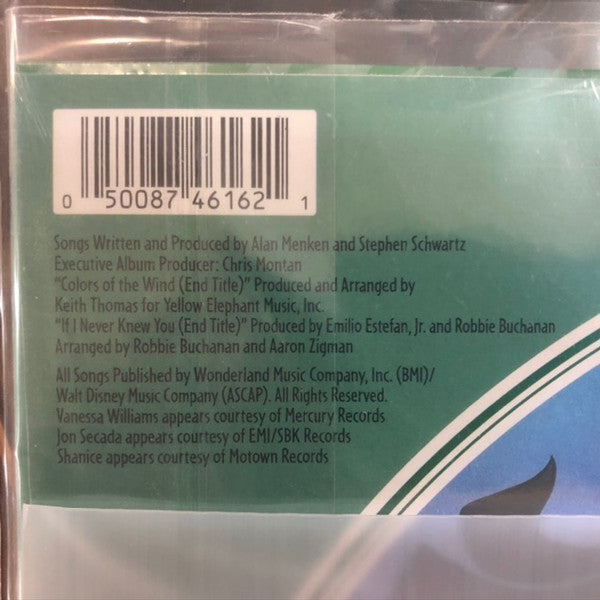 0 50087 46162 1
Songs Written and Produced by Alan Menken and Stephen Schwartz
Executive Album Producer: Chris Montan
“Colors of the Wind (End Title)” Produced and Arranged by
Keith Thomas for Yellow Elephant Music, Inc.
“If I Never Knew You (End Title)” Produced by Emilio Estefan, Jr. and Robbie Buchanan
Arranged by Robbie Buchanan and Aaron Zigman
All Songs Published by Wonderland Music Company, Inc. (BMI)/
Walt Disney Music Company (ASCAP). All Rights Reserved.
Vanessa Williams appears courtesy of Mercury Records
Jon Secada appears courtesy of EMI/SBK Records
Shanice appears courtesy of Motown Records